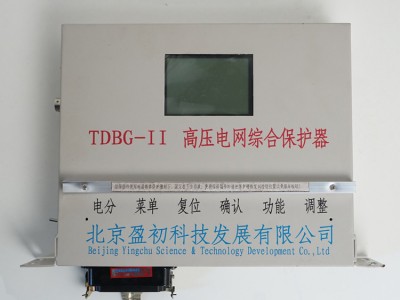 TDBG-II 高压电网综合保护器
电分 菜单 复位 确认 功能 调整
北京盈初科技发展有限公司
Beijing Yingchu Science & Technology Development Co.,Ltd